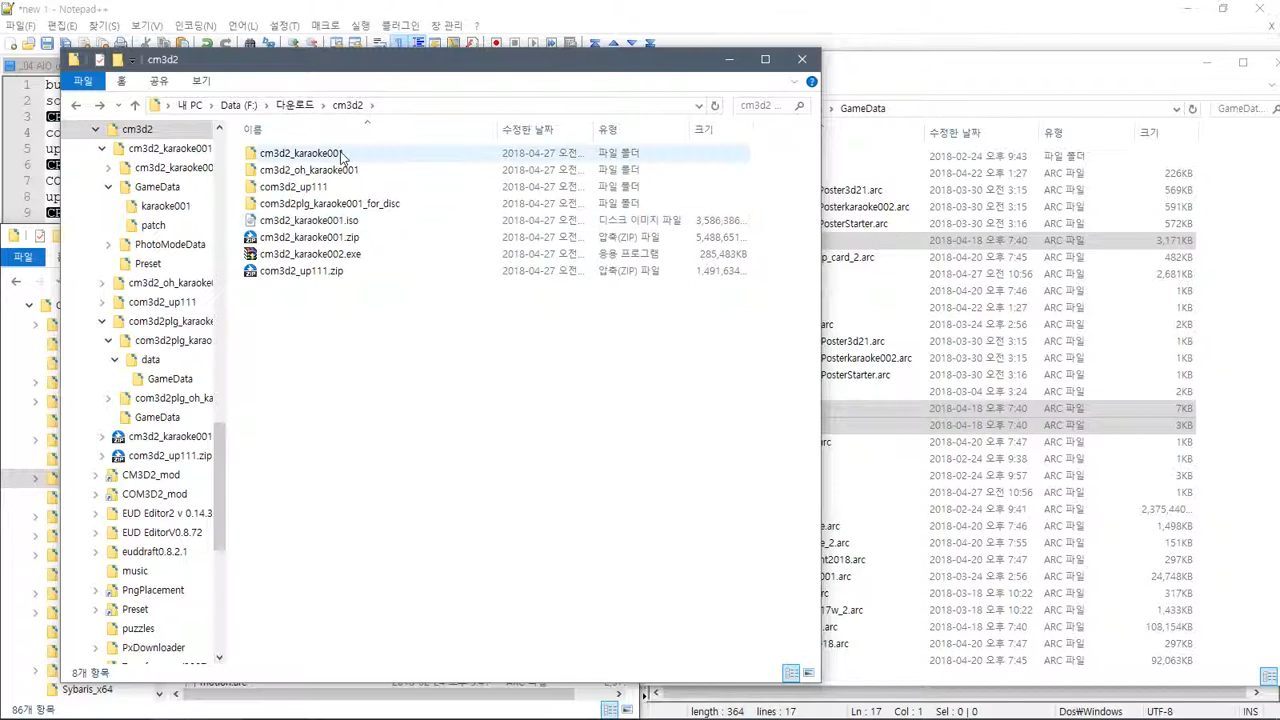 *new 1 - Notepad++
파일(F) 편집(E) 찾기(S) 보기(V) 인코딩(N) 언어(L) 설정(T) 매크로 실행 플러그인 창 관리 ?
cm3d2
파일 홈 공유 보기
내 PC > Data (F:) > 다운로드 > cm3d2 >
cm3d2 ...
이름 수정한 날짜 유형 크기
cm3d2_karaoke001 2018-04-27 오전... 파일 폴더
cm3d2_oh_karaoke001 2018-04-27 오전... 파일 폴더
com3d2_up111 2018-04-27 오전... 파일 폴더
com3d2plg_karaoke001_for_disc 2018-04-27 오전... 파일 폴더
cm3d2_karaoke001.iso 2018-04-27 오전... 디스크 이미지 파일 3,586,386...
cm3d2_karaoke001.zip 2018-04-27 오전... 압축(ZIP) 파일 5,488,651...
cm3d2_karaoke002.exe 2018-04-27 오전... 응용 프로그램 285,483KB
com3d2_up111.zip 2018-04-27 오전... 압축(ZIP) 파일 1,491,634...
cm3d2
cm3d2_karaoke001
cm3d2_karaoke00
GameData
karaoke001
patch
PhotoModeData
Preset
cm3d2_oh_karaoke
com3d2_up111
com3d2plg_karaoke
com3d2plg_karao
data
GameData
com3d2plg_oh_ka
GameData
cm3d2_karaoke001
com3d2_up111.zip
CM3D2_mod
COM3D2_mod
EUD Editor2 v 0.14.3
EUD EditorV0.8.72
euddraft0.8.2.1
music
PngPlacement
Preset
puzzles
PxDownloader
8개 항목
파일
Sybaris_x64
86개 항목
GameData
GameDat...
수정한 날짜 유형 크기
2018-02-24 오후 9:43 파일 폴더
2018-04-22 오후 1:27 ARC 파일 226KB
Poster3d21.arc 2018-03-30 오후 3:15 ARC 파일 569KB
Posterkaraoke002.arc 2018-03-30 오후 3:15 ARC 파일 591KB
PosterStarter.arc 2018-03-30 오후 3:16 ARC 파일 572KB
2018-04-18 오후 7:40 ARC 파일 3,171KB
p_card_2.arc 2018-04-20 오후 7:55 ARC 파일 482KB
2018-04-27 오전 10:56 ARC 파일 2,681KB
2018-04-20 오후 7:46 ARC 파일 1KB
2018-04-22 오후 1:27 ARC 파일 1KB
arc 2018-03-24 오후 2:56 ARC 파일 2KB
Poster3d21.arc 2018-03-30 오후 3:15 ARC 파일 1KB
Posterkaraoke002.arc 2018-03-30 오후 3:15 ARC 파일 1KB
PosterStarter.arc 2018-03-30 오후 3:16 ARC 파일 1KB
2018-04-03 오후 3:24 ARC 파일 2KB
2018-04-18 오후 7:40 ARC 파일 7KB
2018-04-18 오후 7:40 ARC 파일 3KB
rc 2018-04-20 오후 7:47 ARC 파일 1KB
2018-02-24 오후 9:38 ARC 파일 1KB
2018-02-24 오후 9:57 ARC 파일 3KB
2018-04-27 오전 10:56 ARC 파일 1KB
2018-02-24 오후 9:41 ARC 파일 2,375,440...
e.arc 2018-04-20 오후 7:46 ARC 파일 1,498KB
e_2.arc 2018-04-20 오후 7:55 ARC 파일 151KB
nt2018.arc 2018-04-20 오후 7:47 ARC 파일 297KB
001.arc 2018-03-24 오후 2:56 ARC 파일 24,748KB
.arc 2018-03-18 오후 10:22 ARC 파일 317KB
17w_2.arc 2018-03-18 오후 10:22 ARC 파일 1,433KB
.arc 2018-04-18 오후 7:40 ARC 파일 108,154KB
18.arc 2018-04-20 오후 7:47 ARC 파일 297KB
2018-04-20 오후 7:45 ARC 파일 92,063KB
length : 364 lines : 17 Ln : 17 Col : 1 Sel : 0 | 0 Dos₩Windows UTF-8 INS